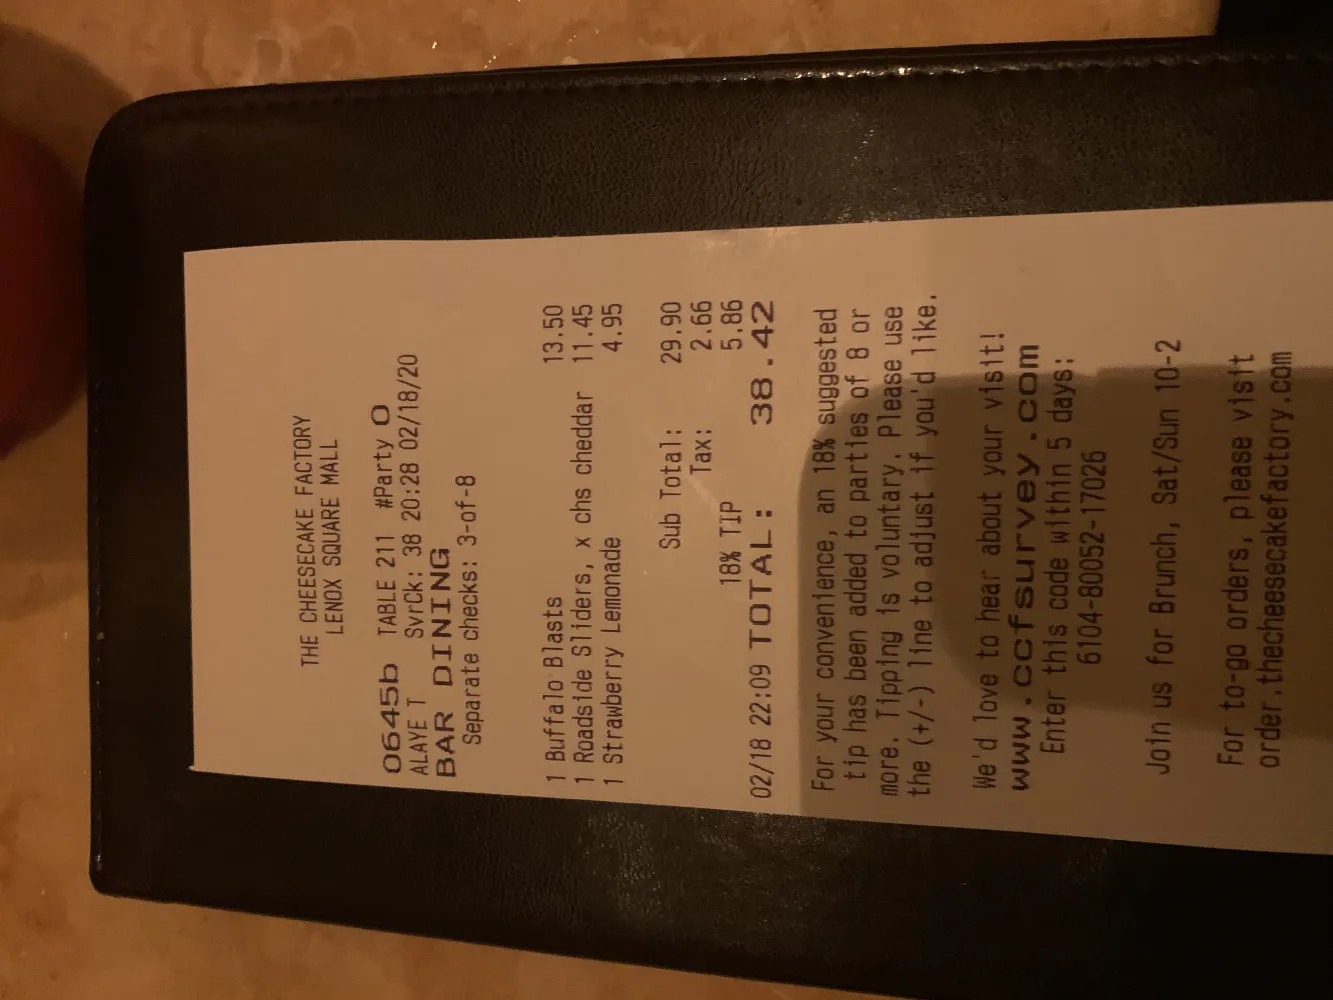 THE CHEESECAKE FACTORY
LENOX SQUARE MALL
0645b TABLE 211 #Party 0
ALAYE T SvrCk: 38 20:28 02/18/20
BAR DINING
Separate checks: 3-of-8
1 Buffalo Blasts 13.50
1 Roadside Sliders, x chs cheddar 11.45
1 Strawberry Lemonade 4.95
Sub Total: 29.90
Tax: 2.66
18% TIP 5.86
02/18 22:09 TOTAL: 38.42
For your convenience, an 18% suggested
tip has been added to parties of 8 or
more. Tipping is voluntary. Please use
the (+/-) line to adjust if you'd like.
We'd love to hear about your visit!
www.ccfsurvey.com
Enter this code within 5 days:
6104-80052-17026
Join us for Brunch, Sat/Sun 10-2
For to-go orders, please visit
order.thecheesecakefactory.com